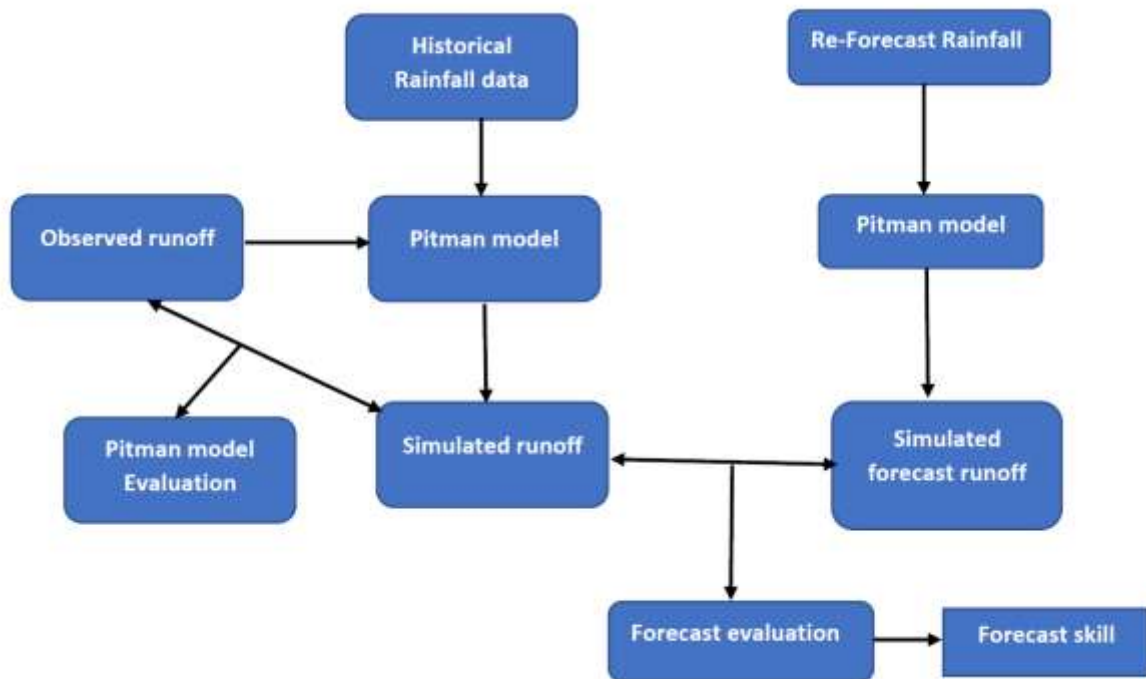 Historical
Rainfall data
Re-Forecast Rainfall
Observed runoff
Pitman model
Pitman model
Pitman model
Evaluation
Simulated runoff
Simulated
forecast runoff
Forecast evaluation
Forecast skill